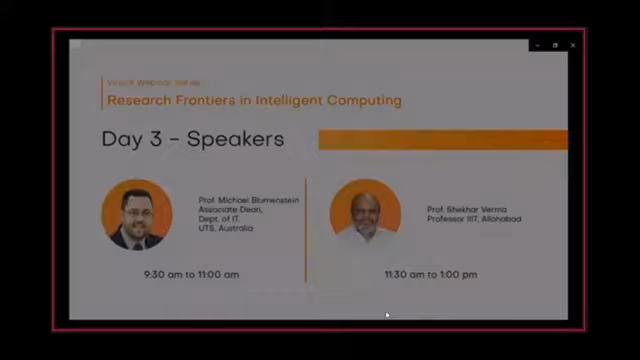 Virtual Webinar Series
Research Frontiers in Intelligent Computing
Day 3 - Speakers
Prof. Michael Blumenstein
Associate Dean,
Dept. of IT,
UTS, Australia
9:30 am to 11:00 am
Prof. Shekhar Verma
Professor IIIT, Allahabad
11:30 am to 1:00 pm